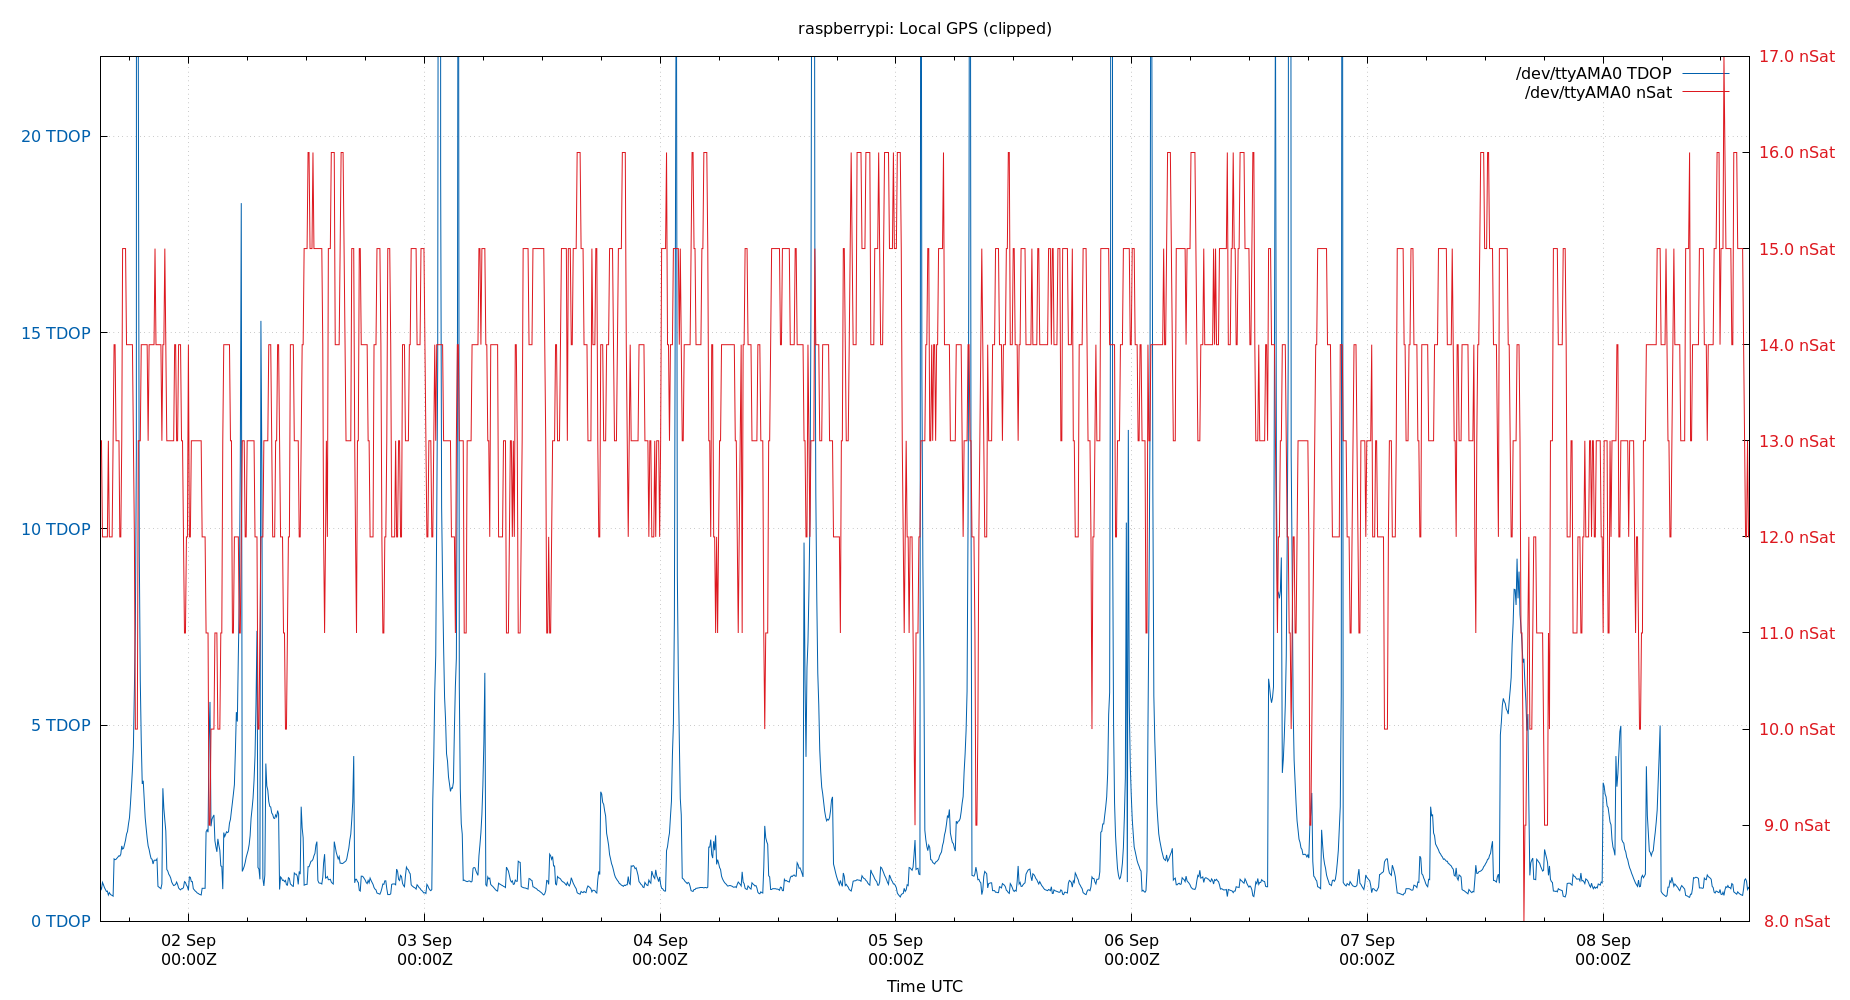 raspberrypi: Local GPS (clipped)
/dev/ttyAMA0 TDOP
/dev/ttyAMA0 nSat
20 TDOP
15 TDOP
10 TDOP
5 TDOP
0 TDOP
17.0 nSat
16.0 nSat
15.0 nSat
14.0 nSat
13.0 nSat
12.0 nSat
11.0 nSat
10.0 nSat
9.0 nSat
8.0 nSat
02 Sep
00:00Z
03 Sep
00:00Z
04 Sep
00:00Z
05 Sep
00:00Z
06 Sep
00:00Z
07 Sep
00:00Z
08 Sep
00:00Z
Time UTC